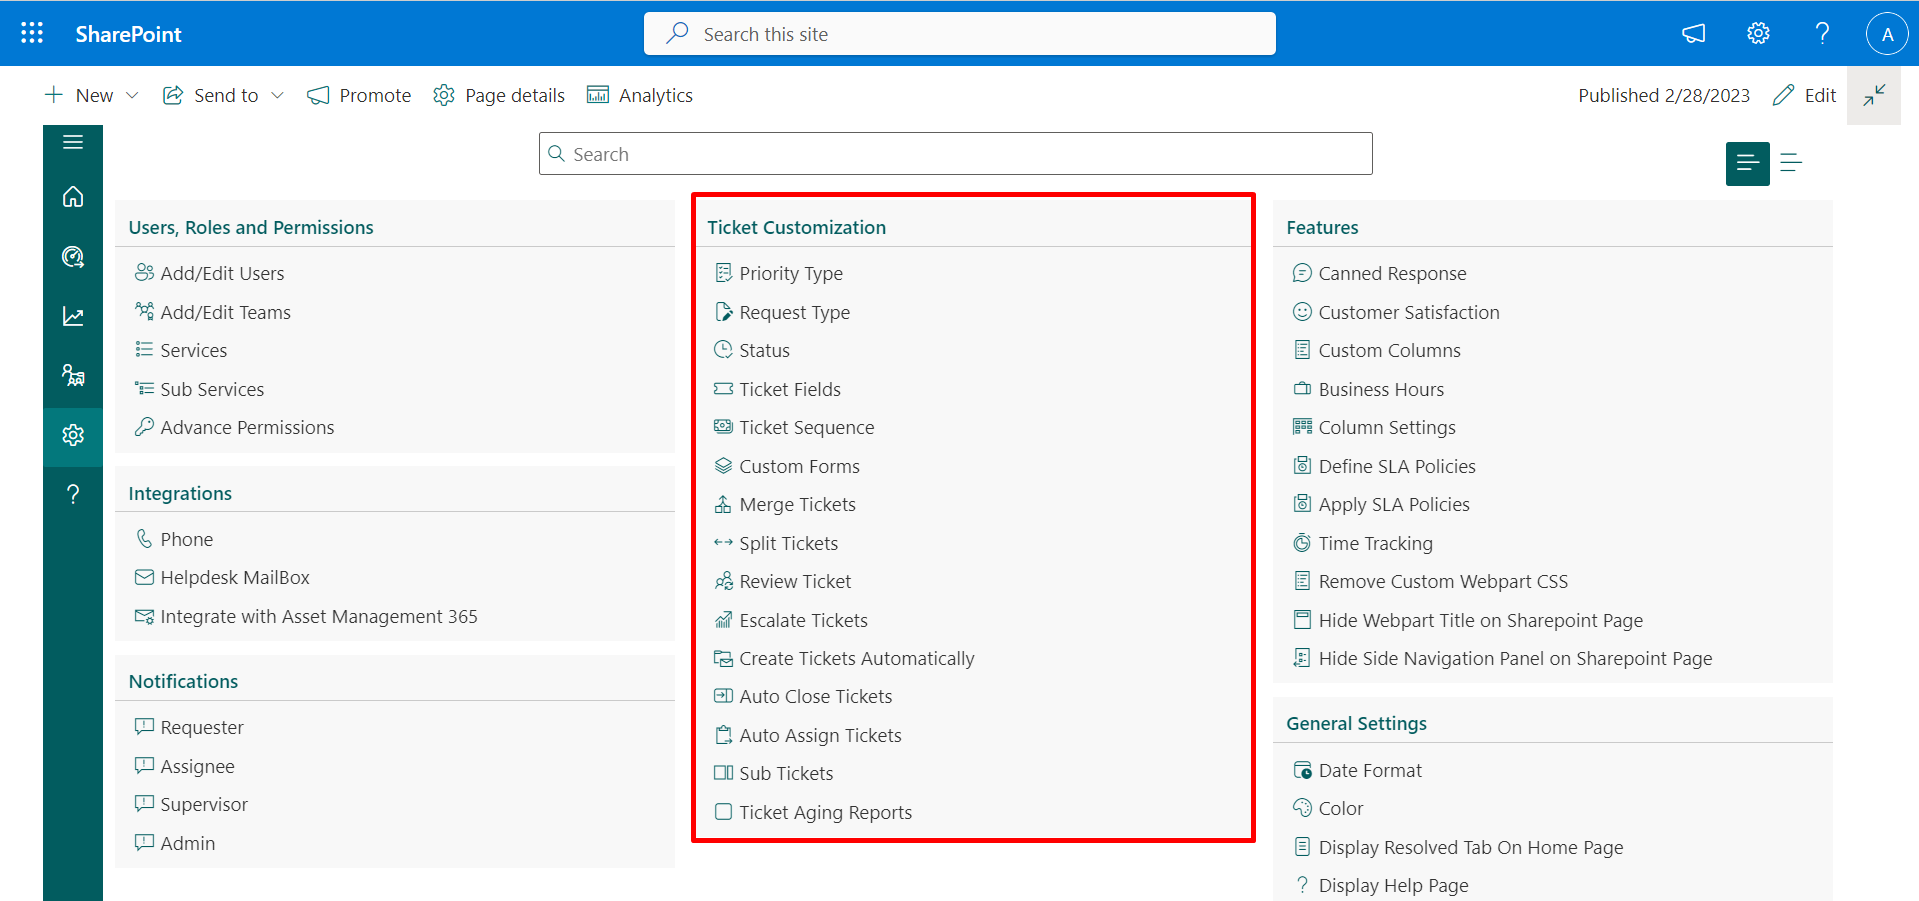 SharePoint
Search this site
A
New
Send to
Promote
Page details
Analytics
Published 2/28/2023
Edit
Search
Users, Roles and Permissions
Add/Edit Users
Add/Edit Teams
Services
Sub Services
Advance Permissions
Integrations
Phone
Helpdesk MailBox
Integrate with Asset Management 365
Notifications
Requester
Assignee
Supervisor
Admin
Ticket Customization
Priority Type
Request Type
Status
Ticket Fields
Ticket Sequence
Custom Forms
Merge Tickets
Split Tickets
Review Ticket
Escalate Tickets
Create Tickets Automatically
Auto Close Tickets
Auto Assign Tickets
Sub Tickets
Ticket Aging Reports
Features
Canned Response
Customer Satisfaction
Custom Columns
Business Hours
Column Settings
Define SLA Policies
Apply SLA Policies
Time Tracking
Remove Custom Webpart CSS
Hide Webpart Title on Sharepoint Page
Hide Side Navigation Panel on Sharepoint Page
General Settings
Date Format
Color
Display Resolved Tab On Home Page
Display Help Page